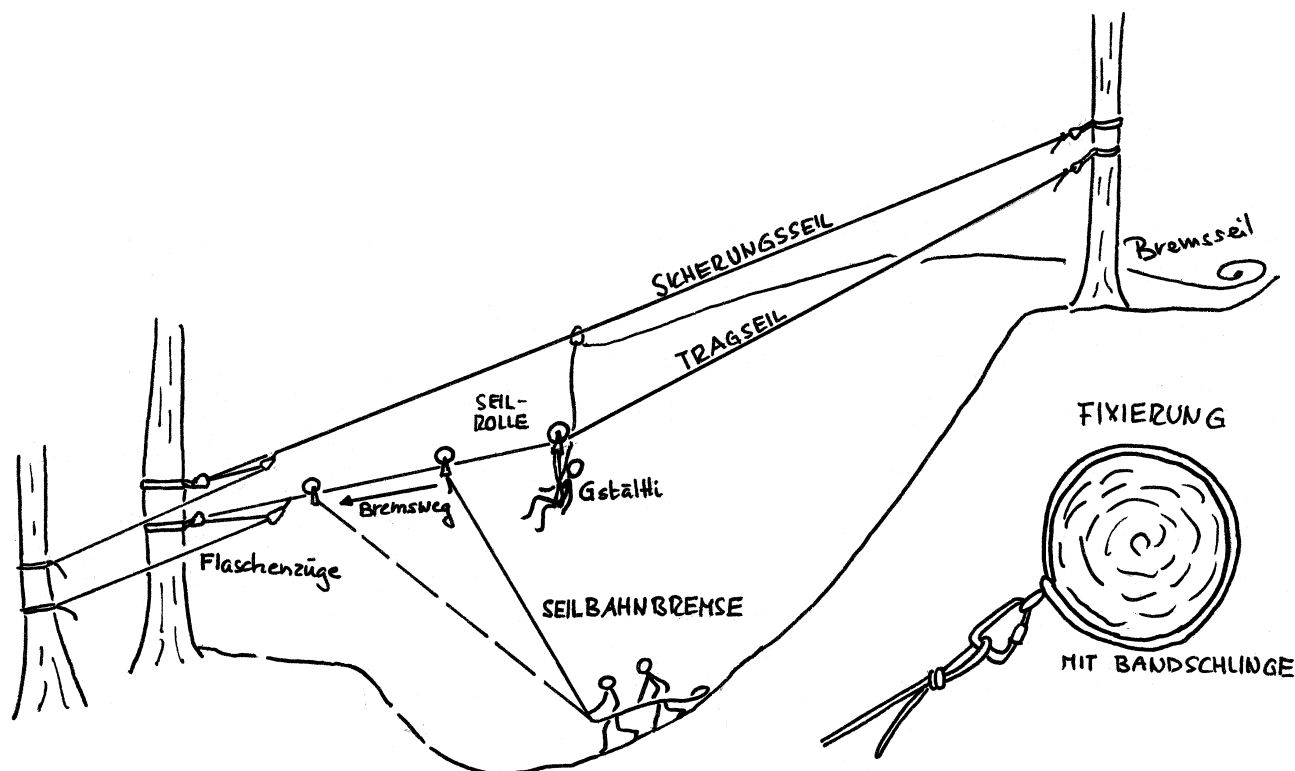 SICHERUNGSSEIL
Bremsseil
TRAGSEIL
SEIL-
ROLLE
Gstältli
Bremsweg
Flaschenzüge
SEILBAHNBREMSE
FIXIERUNG
MIT BANDSCHLINGE